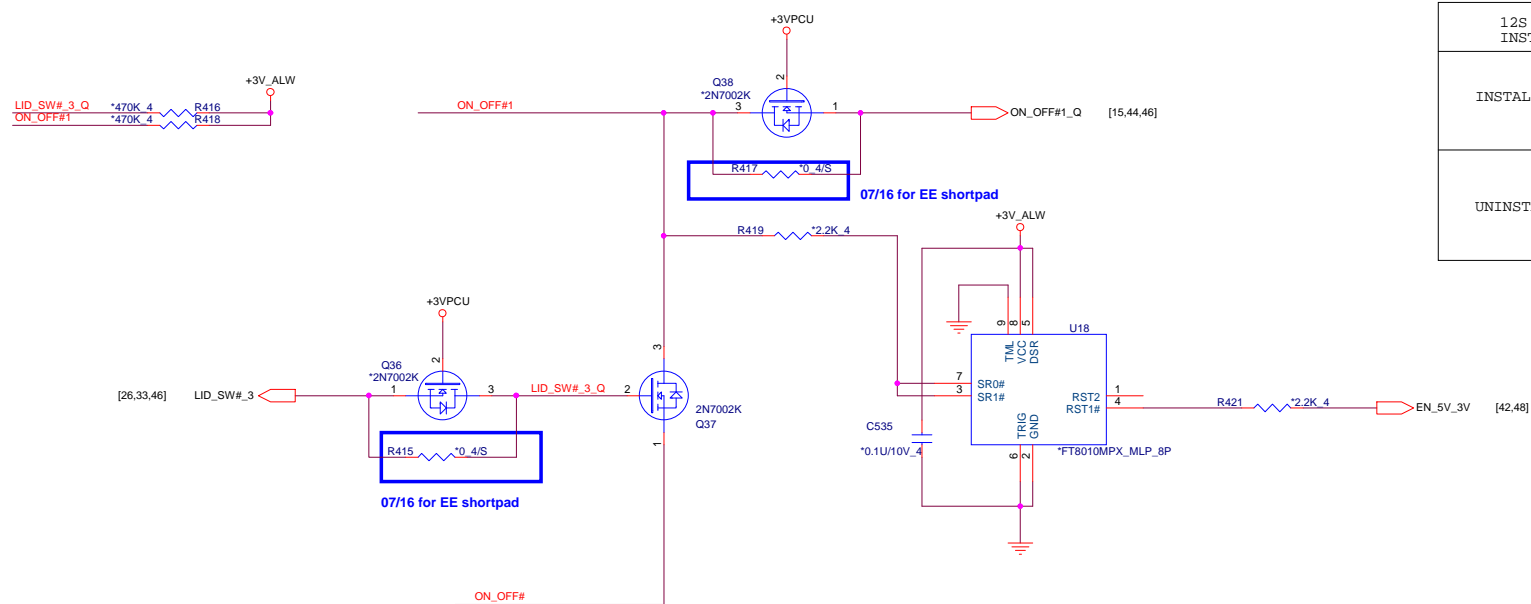 12S
INST
+3VPCU
+3V_ALW
Q38
*2N7002K
2
3
1
LID_SW#_3_Q
*470K_4
R416
ON_OFF#1
*470K_4
R418
ON_OFF#1
ON_OFF#1_Q
[15,44,46]
INSTAL
R417
*0_4/S
07/16 for EE shortpad
UNINST
R419
*2.2K_4
+3V_ALW
+3VPCU
9
8
5
U18
TML
VCC
DSR
Q36
*2N7002K
2
1
3
3
[26,33,46]
LID_SW#_3
LID_SW#_3_Q
2
2N7002K
Q37
1
7
SR0#
3
SR1#
RST2
1
RST1#
4
R421
*2.2K_4
EN_5V_3V
[42,48]
TRIG
GND
C535
*0.1U/10V_4
6
2
*FT8010MPX_MLP_8P
R415
*0_4/S
07/16 for EE shortpad
ON_OFF#